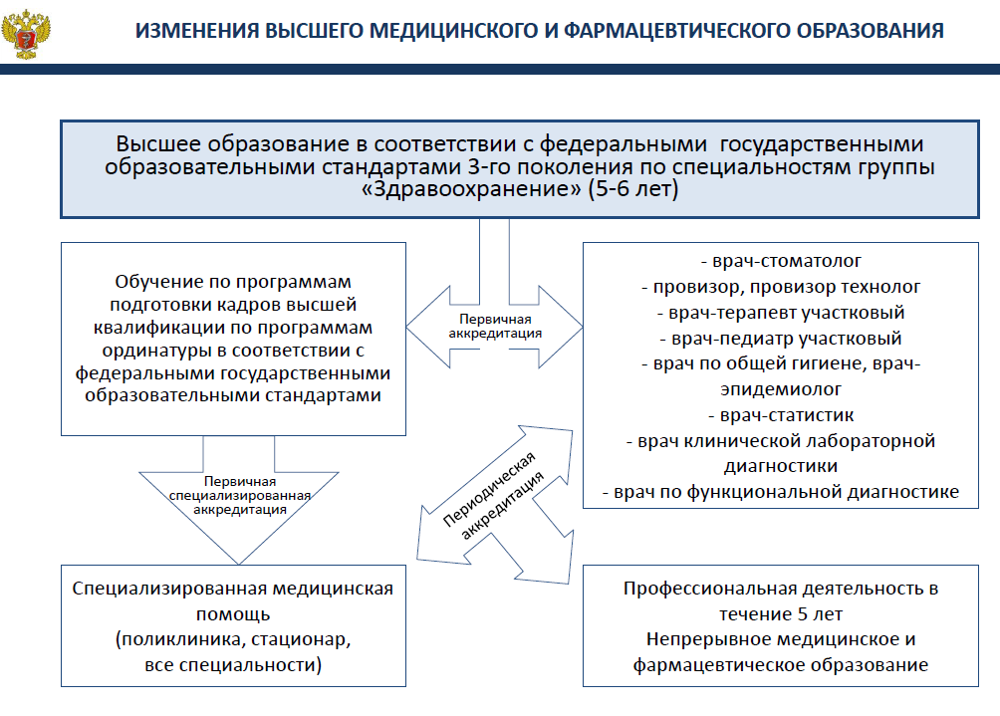 ИЗМЕНЕНИЯ ВЫСШЕГО МЕДИЦИНСКОГО И ФАРМАЦЕВТИЧЕСКОГО ОБРАЗОВАНИЯ
Высшее образование в соответствии с федеральными государственными
образовательными стандартами 3-го поколения по специальностям группы
«Здравоохранение» (5-6 лет)
Обучение по программам
подготовки кадров высшей
квалификации по программам
ординатуры в соответствии с
федеральными государственными
образовательными стандартами
Первичная
аккредитация
- врач-стоматолог
- провизор, провизор технолог
- врач-терапевт участковый
- врач-педиатр участковый
- врач по общей гигиене, врач-
эпидемиолог
- врач-статистик
- врач клинической лабораторной
диагностики
- врач по функциональной диагностике
Первичная
специализированная
аккредитация
Периодическая
аккредитация
Специализированная медицинская
помощь
(поликлиника, стационар,
все специальности)
Профессиональная деятельность в
течение 5 лет
Непрерывное медицинское и
фармацевтическое образование